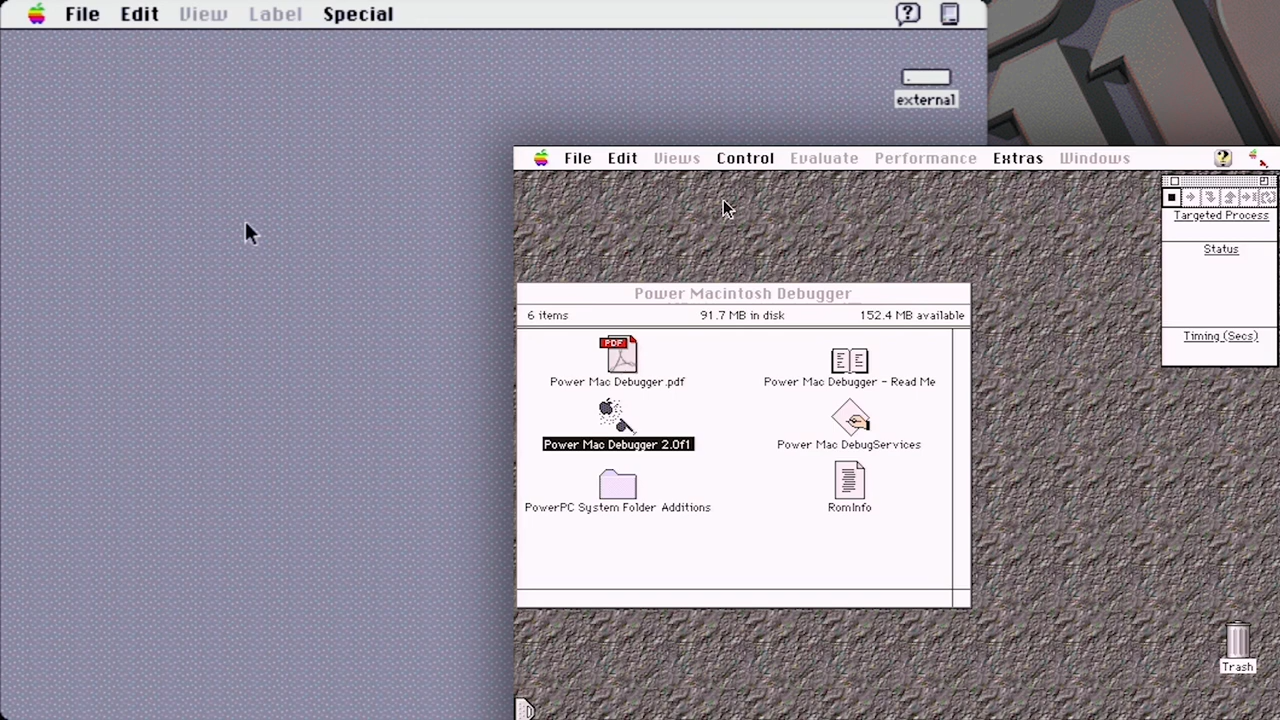 File Edit View Label Special
external
File Edit Views Control Evaluate Performance Extras Windows
Targeted Process
Status
Timing (Secs)
Power Macintosh Debugger
6 items 91.7 MB in disk 152.4 MB available
PDF
Power Mac Debugger.pdf Power Mac Debugger - Read Me
Power Mac Debugger 2.0f1 Power Mac DebugServices
PowerPC System Folder Additions RomInfo
Trash